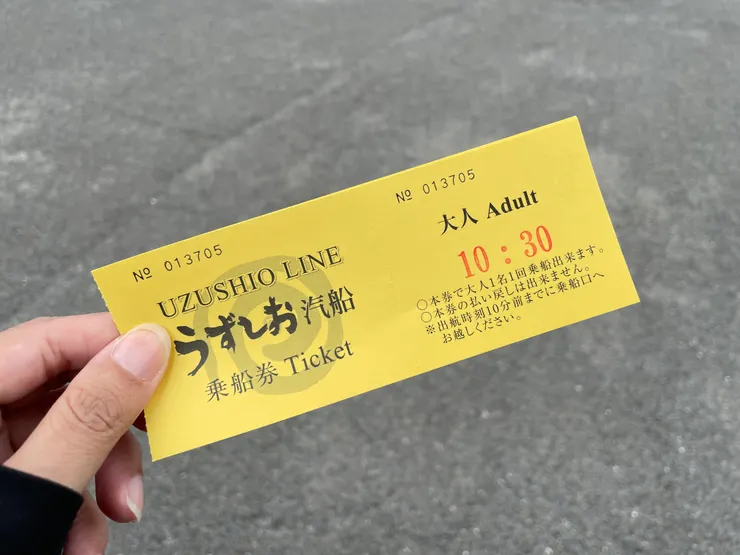 № 013705
UZUSHIO LINE
うずしお汽船
乗船券 Ticket
№ 013705
大人 Adult
10：30
○本券で大人1名1回乗船出来ます。
○本券の払い戻しは出来ません。
※出航時刻10分前までに乗船口へ
お越しください。